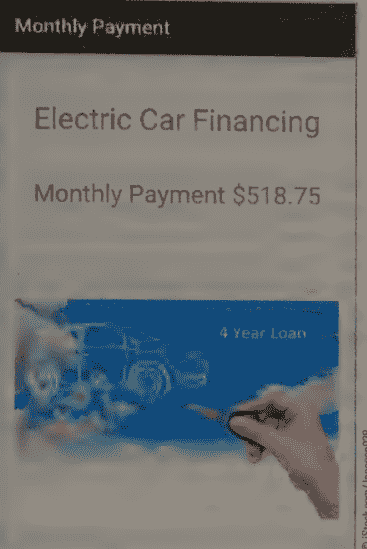 Monthly Payment
Electric Car Financing
Monthly Payment $518.75
4 Year Loan